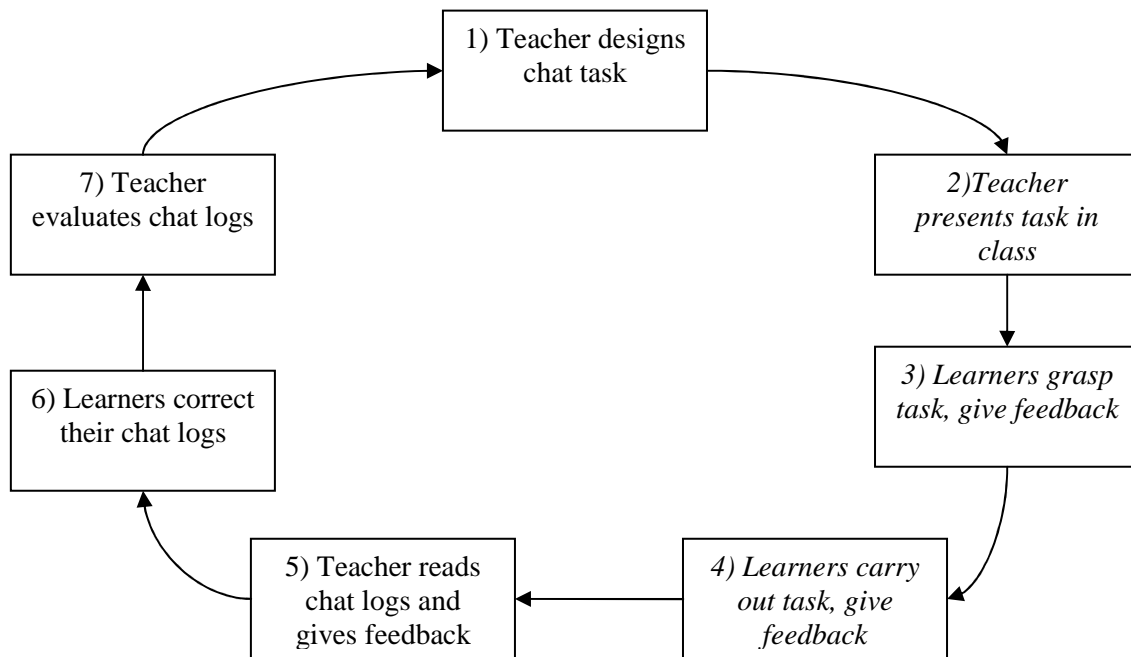 1) Teacher designs
chat task
2)Teacher
presents task in
class
3) Learners grasp
task, give feedback
4) Learners carry
out task, give
feedback
5) Teacher reads
chat logs and
gives feedback
6) Learners correct
their chat logs
7) Teacher
evaluates chat logs